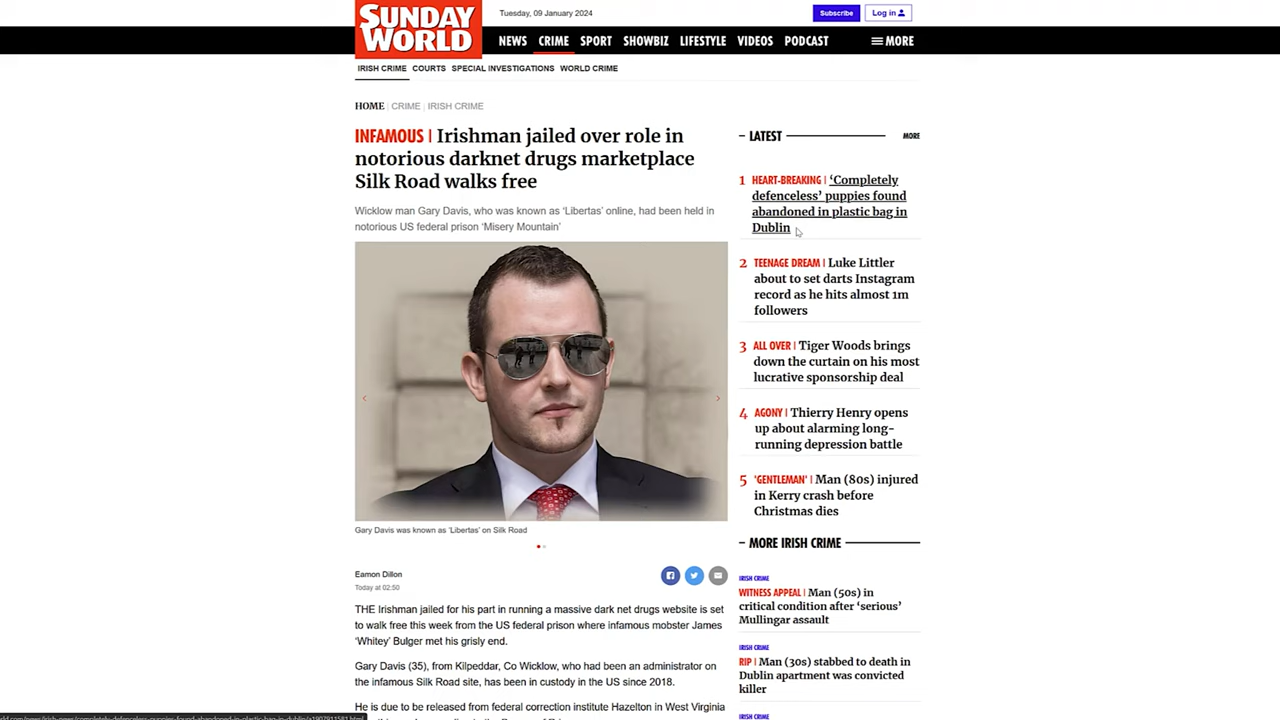 SUNDAY
WORLD
Tuesday, 09 January 2024
Subscribe
Log in
NEWS CRIME SPORT SHOWBIZ LIFESTYLE VIDEOS PODCAST MORE
IRISH CRIME COURTS SPECIAL INVESTIGATIONS WORLD CRIME
HOME | CRIME | IRISH CRIME
INFAMOUS | Irishman jailed over role in
notorious darknet drugs marketplace
Silk Road walks free
Wicklow man Gary Davis, who was known as ‘Libertas’ online, had been held in
notorious US federal prison ‘Misery Mountain’
Gary Davis was known as ‘Libertas’ on Silk Road
Eamon Dillon
Today at 02:50
THE Irishman jailed for his part in running a massive dark net drugs website is set
to walk free this week from the US federal prison where infamous mobster James
‘Whitey’ Bulger met his grisly end.
Gary Davis (35), from Kilpeddar, Co Wicklow, who had been an administrator on
the infamous Silk Road site, has been in custody in the US since 2018.
He is due to be released from federal correction institute Hazelton in West Virginia
LATEST
MORE
1 HEART-BREAKING | ‘Completely
defenceless’ puppies found
abandoned in plastic bag in
Dublin
2 TEENAGE DREAM | Luke Littler
about to set darts Instagram
record as he hits almost 1m
followers
3 ALL OVER | Tiger Woods brings
down the curtain on his most
lucrative sponsorship deal
4 AGONY | Thierry Henry opens
up about alarming long-
running depression battle
5 'GENTLEMAN' | Man (80s) injured
in Kerry crash before
Christmas dies
MORE IRISH CRIME
IRISH CRIME
WITNESS APPEAL | Man (50s) in
critical condition after ‘serious’
Mullingar assault
IRISH CRIME
RIP | Man (30s) stabbed to death in
Dublin apartment was convicted
killer
IRISH CRIME